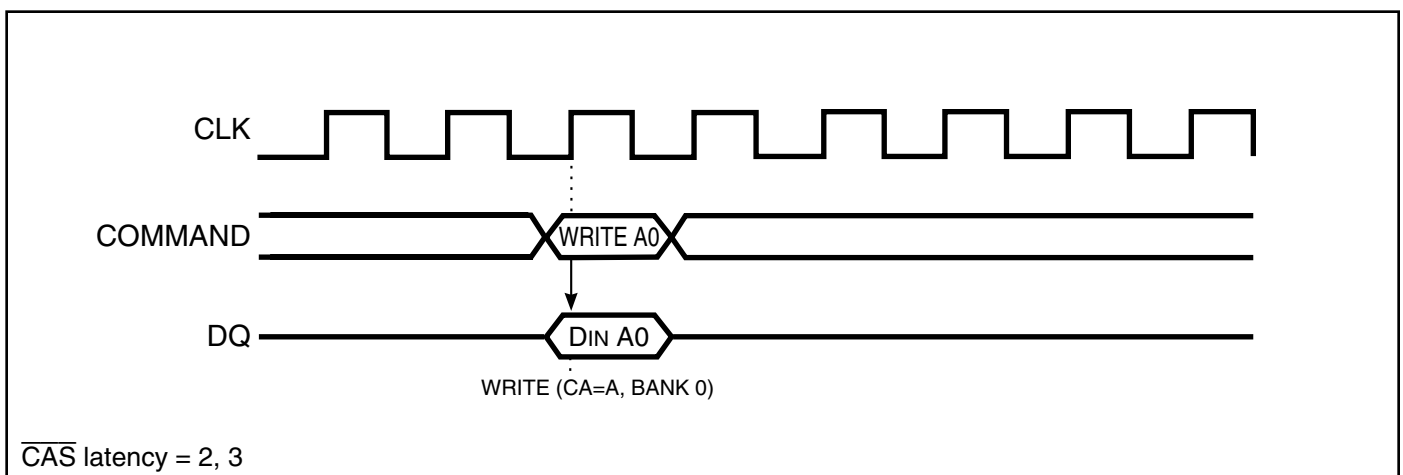 CLK
COMMAND
WRITE A0
DQ
DIN A0
WRITE (CA=A, BANK 0)
CAS latency = 2, 3